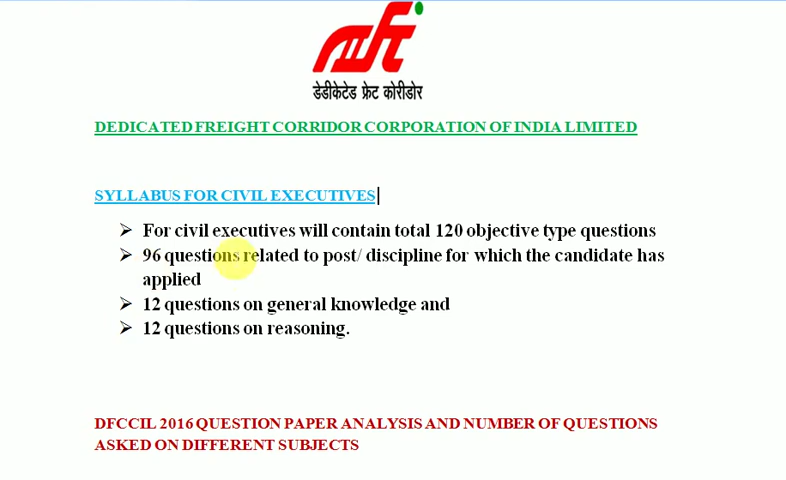 डेडीकेटेड फ्रेट कोरीडोर
DEDICATED FREIGHT CORRIDOR CORPORATION OF INDIA LIMITED
SYLLABUS FOR CIVIL EXECUTIVES
➢ For civil executives will contain total 120 objective type questions
➢ 96 questions related to post/ discipline for which the candidate has
applied
➢ 12 questions on general knowledge and
➢ 12 questions on reasoning.
DFCCIL 2016 QUESTION PAPER ANALYSIS AND NUMBER OF QUESTIONS
ASKED ON DIFFERENT SUBJECTS